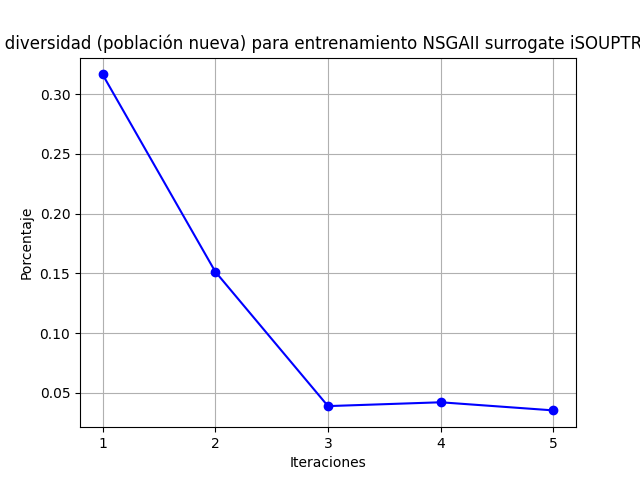 diversidad (población nueva) para entrenamiento NSGAII surrogate iSOUPTR
0.30
0.25
0.20
0.15
0.10
0.05
Porcentaje
1 2 3 4 5
Iteraciones